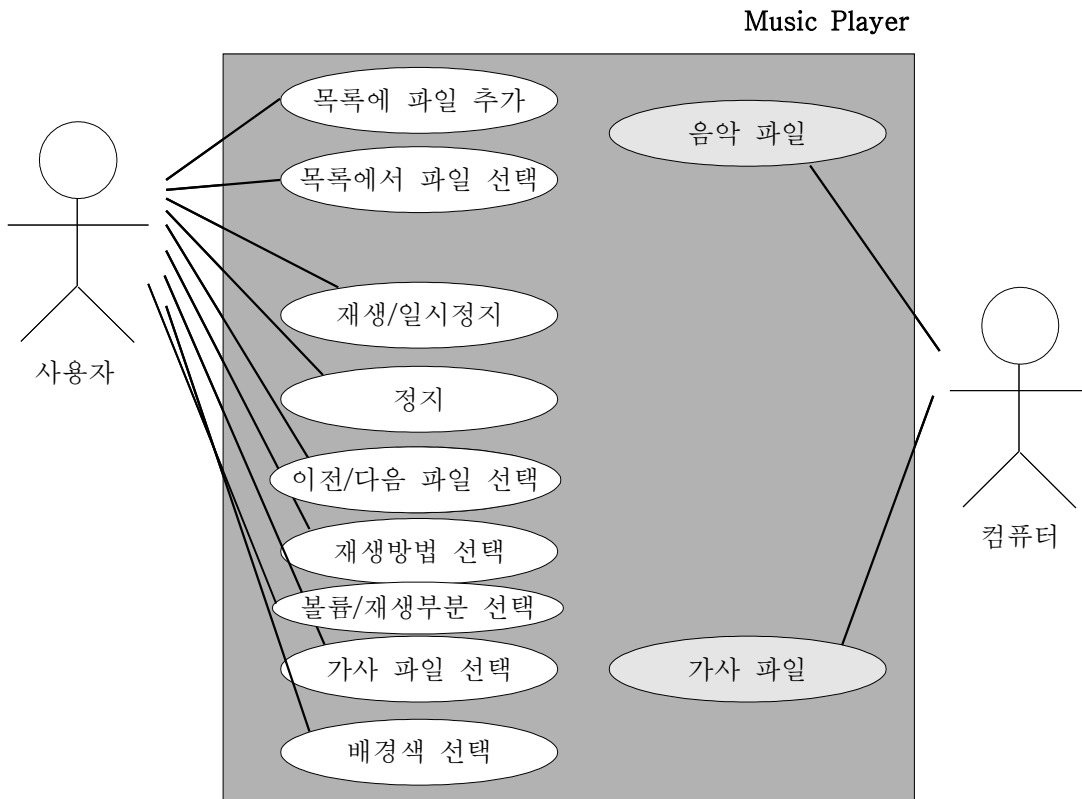 Music Player
목록에 파일 추가
음악 파일
목록에서 파일 선택
재생/일시정지
사용자
정지
이전/다음 파일 선택
컴퓨터
재생방법 선택
볼륨/재생부분 선택
가사 파일 선택
가사 파일
배경색 선택